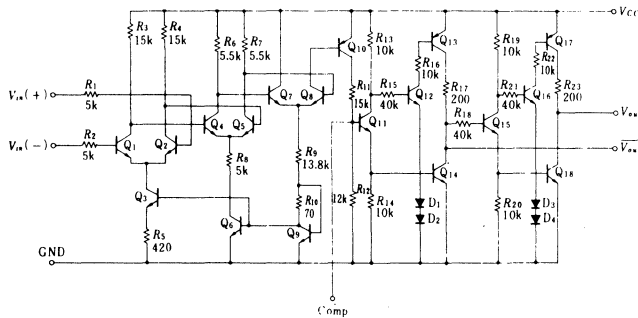 VCC
R3
15k
R4
15k
R6
5.5k
R7
5.5k
Q10
R13
10k
Q13
R19
10k
Q17
R16
10k
R22
10k
R1
5k
Vin(+)
Q7
Q8
R11
15k
R15
40k
Q12
R17
200
R21
40k
Q16
R23
200
Q4
Q5
Q11
R18
40k
Q15
Vout
Vin(-)
R2
5k
Q1
Q2
R8
5k
R9
13.8k
Q14
Q18
Q3
R10
70
12k
R12
R14
10k
D1
D2
R20
10k
D3
D4
R5
420
Q6
Q9
GND
Comp